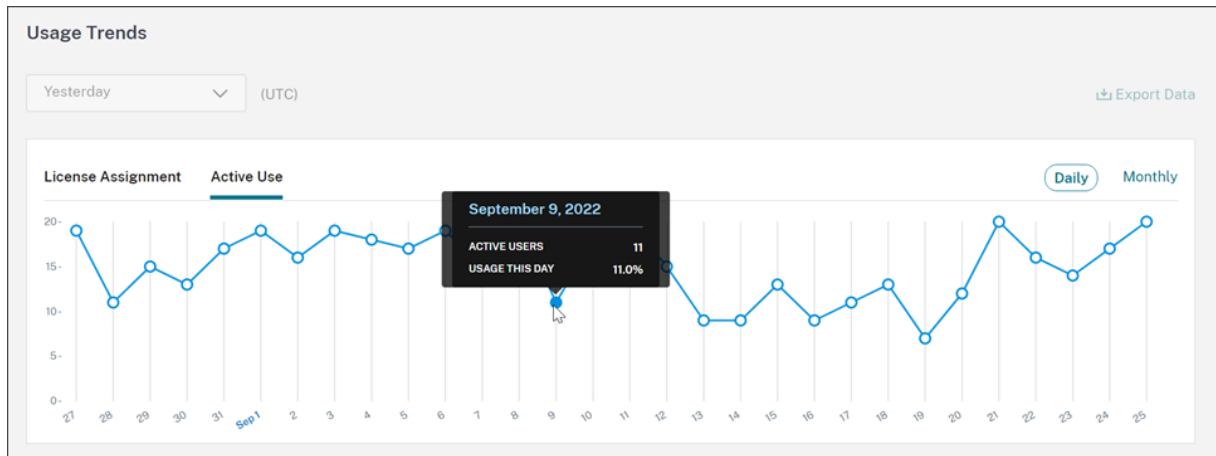 Usage Trends
Yesterday (UTC) Export Data
License Assignment Active Use Daily Monthly
September 9, 2022
ACTIVE USERS 11
USAGE THIS DAY 11.0%
20-
15-
10-
5-
0-
27 28 29 30 31 Sep 1 2 3 4 5 6 7 8 9 10 11 12 13 14 15 16 17 18 19 20 21 22 23 24 25